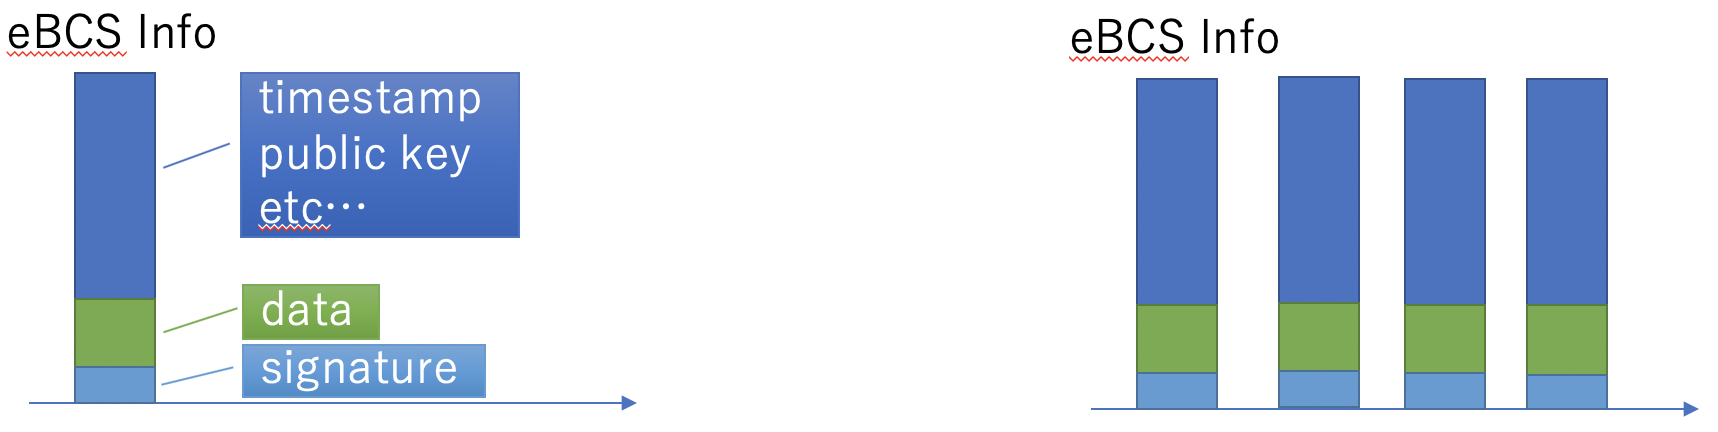 eBCS Info
timestamp
public key
etc…
data
signature
eBCS Info